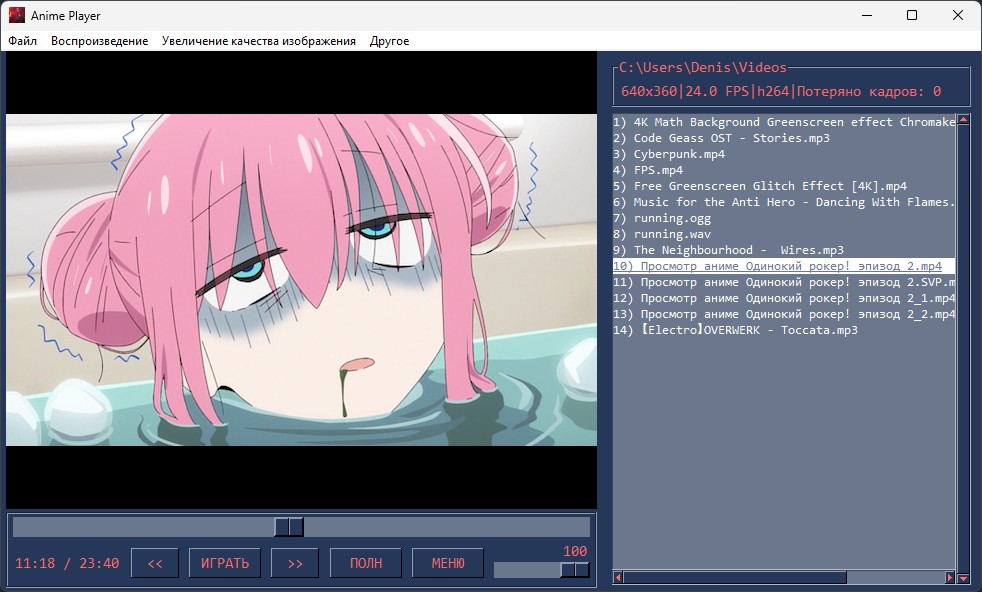 Anime Player
Файл Воспроизведение Увеличение качества изображения Другое
C:\Users\Denis\Videos
640x360|24.0 FPS|h264|Потеряно кадров: 0
1) 4K Math Background Greenscreen effect Chromake
2) Code Geass OST - Stories.mp3
3) Cyberpunk.mp4
4) FPS.mp4
5) Free Greenscreen Glitch Effect [4K].mp4
6) Music for the Anti Hero - Dancing With Flames.
7) running.ogg
8) running.wav
9) The Neighbourhood -  Wires.mp3
10) Просмотр аниме Одинокий рокер! эпизод 2.mp4
11) Просмотр аниме Одинокий рокер! эпизод 2.SVP.m
12) Просмотр аниме Одинокий рокер! эпизод 2_1.mp4
13) Просмотр аниме Одинокий рокер! эпизод 2_2.mp4
14)【Electro】OVERWERK - Toccata.mp3
11:18 / 23:40 << ИГРАТЬ >> ПОЛН МЕНЮ 100